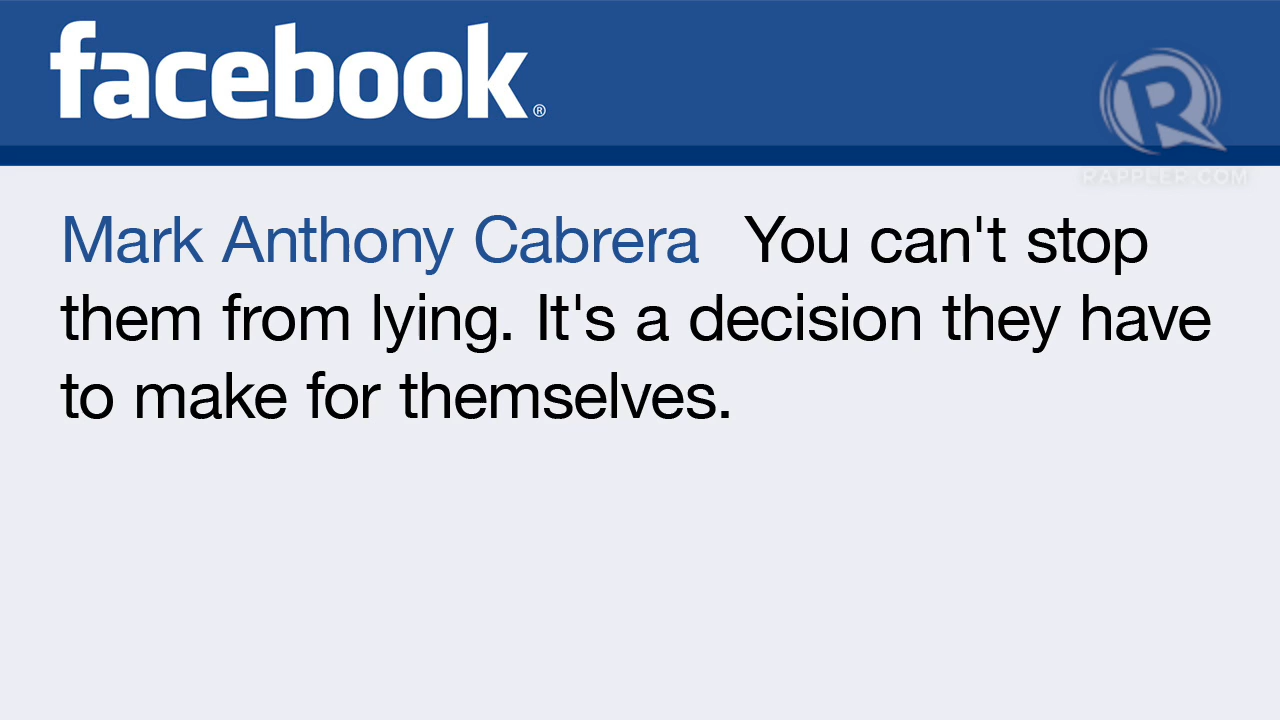 facebook®
RAPPLER.COM
Mark Anthony Cabrera You can't stop
them from lying. It's a decision they have
to make for themselves.